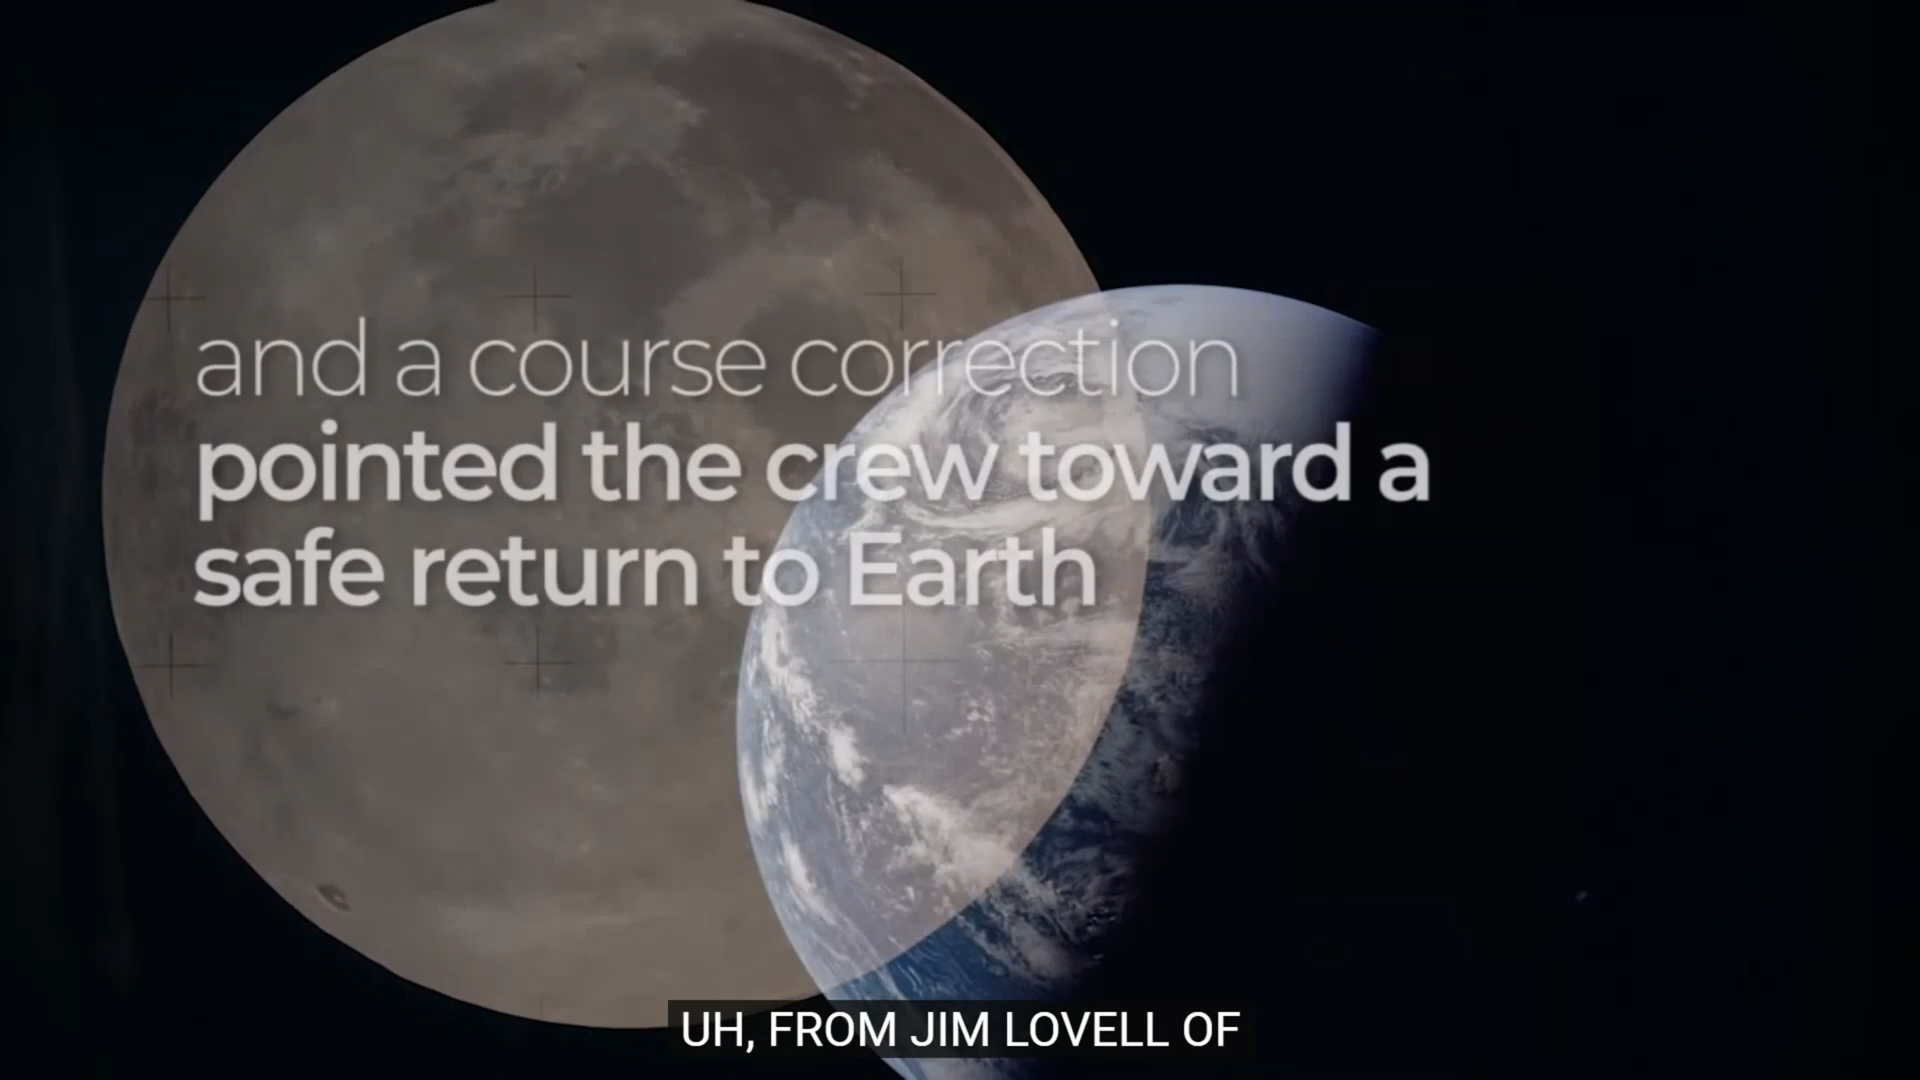 and a course correction
pointed the crew toward a
safe return to Earth
UH, FROM JIM LOVELL OF